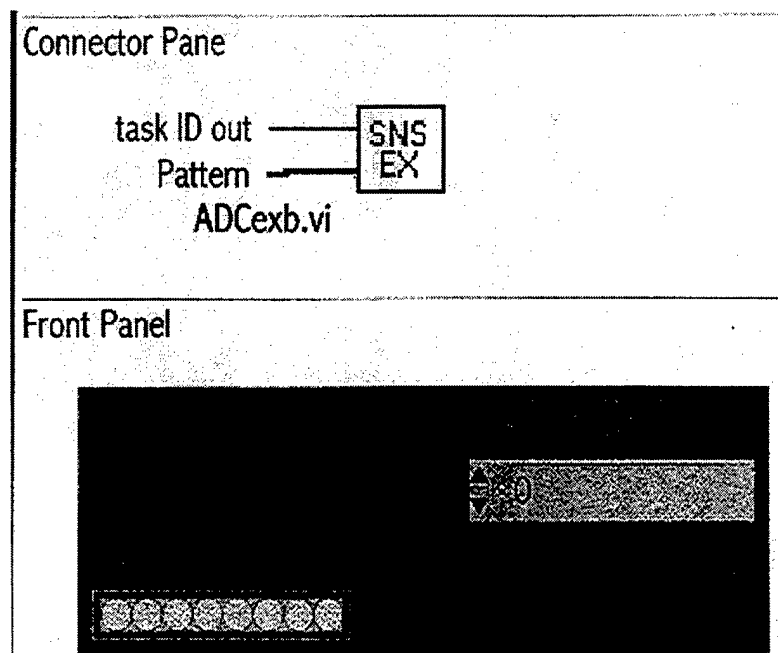 Connector Pane
task ID out
SNS
Pattern
EX
ADCexb.vi
Front Panel